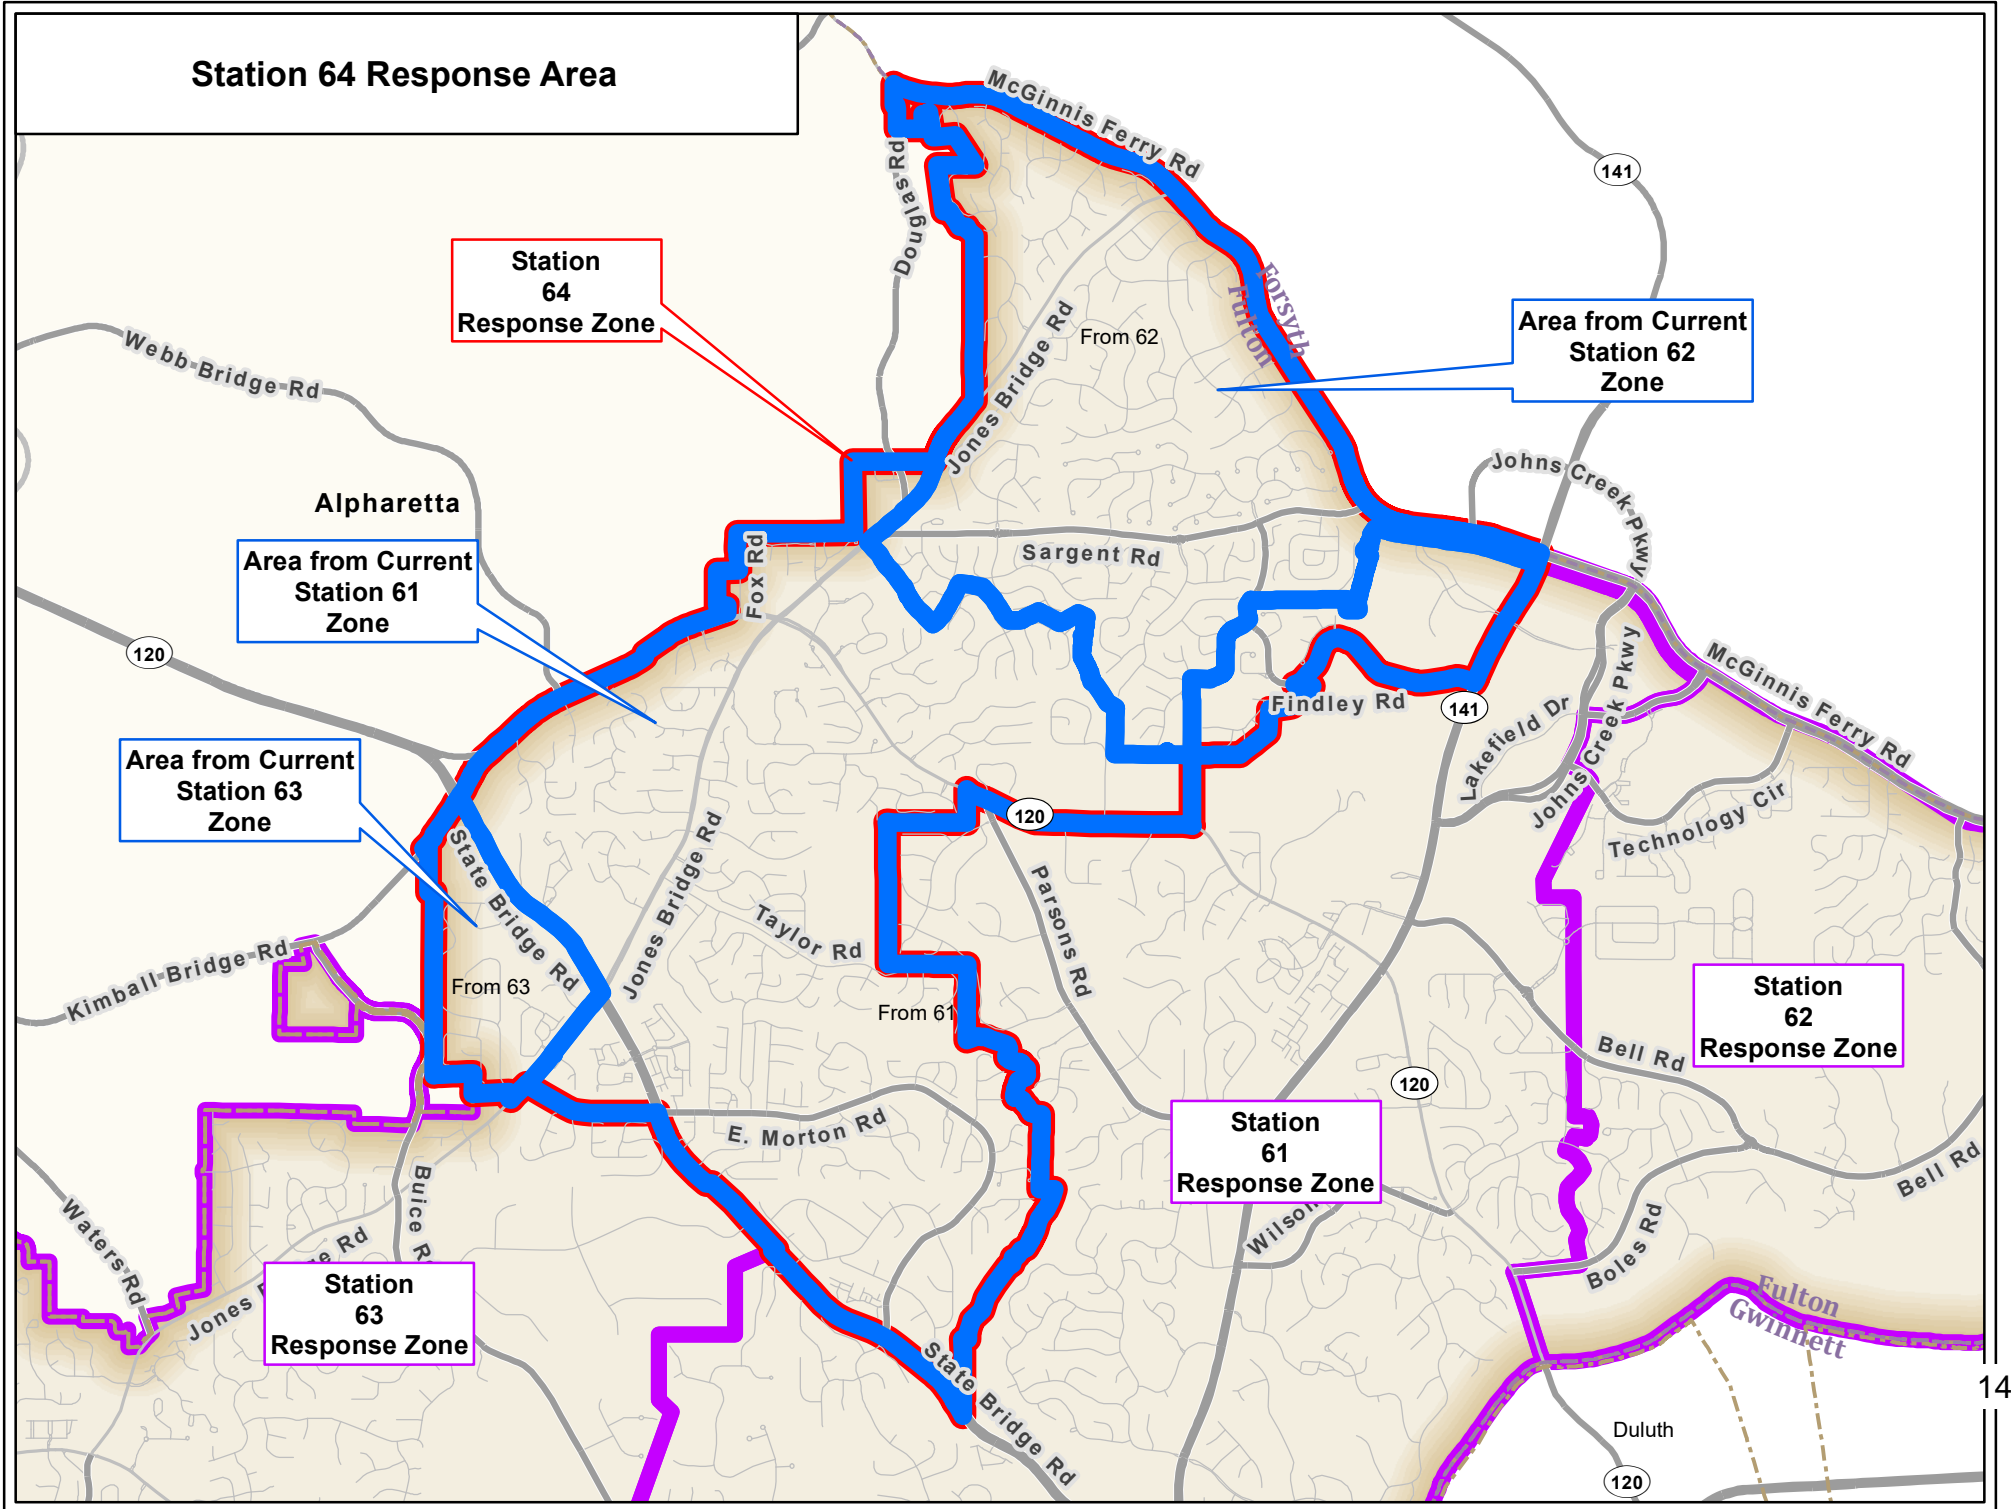 Station 64 Response Area
McGinnis Ferry Rd
141
Douglas Rd
Station
64
Response Zone
Forsyth
Fulton
From 62
Area from Current
Station 62
Zone
Webb Bridge Rd
Jones Bridge Rd
Johns Creek Pkwy
Alpharetta
Sargent Rd
Fox Rd
Area from Current
Station 61
Zone
120
McGinnis Ferry Rd
Findley Rd
141
Lakefield Dr
Johns Creek Pkwy
Area from Current
Station 63
Zone
State Bridge Rd
Jones Bridge Rd
120
Technology Cir
Parsons Rd
Taylor Rd
Kimball Bridge Rd
From 63
From 61
Station
62
Response Zone
Bell Rd
120
E. Morton Rd
Station
61
Response Zone
Bell Rd
Waters Rd
Buice Rd
Wilson
Boles Rd
Jones Bridge Rd
Station
63
Response Zone
Fulton
Gwinnett
State Bridge Rd
14
Duluth
120